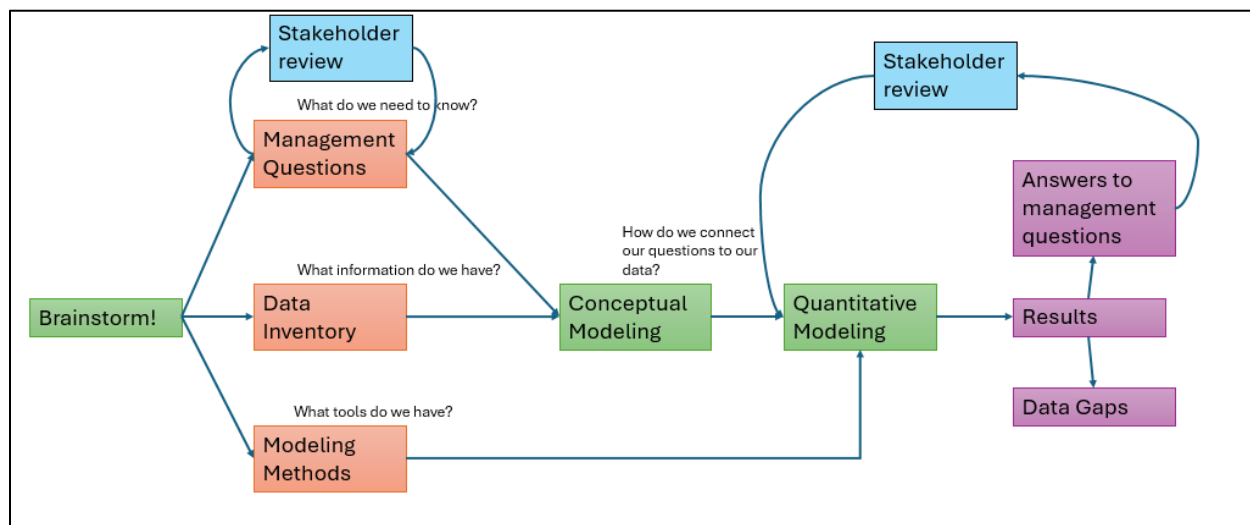 Stakeholder
review
What do we need to know?
Management
Questions
What information do we have?
Data
Inventory
Brainstorm!
What tools do we have?
Modeling
Methods
How do we connect
our questions to our
data?
Conceptual
Modeling
Quantitative
Modeling
Stakeholder
review
Answers to
management
questions
Results
Data Gaps